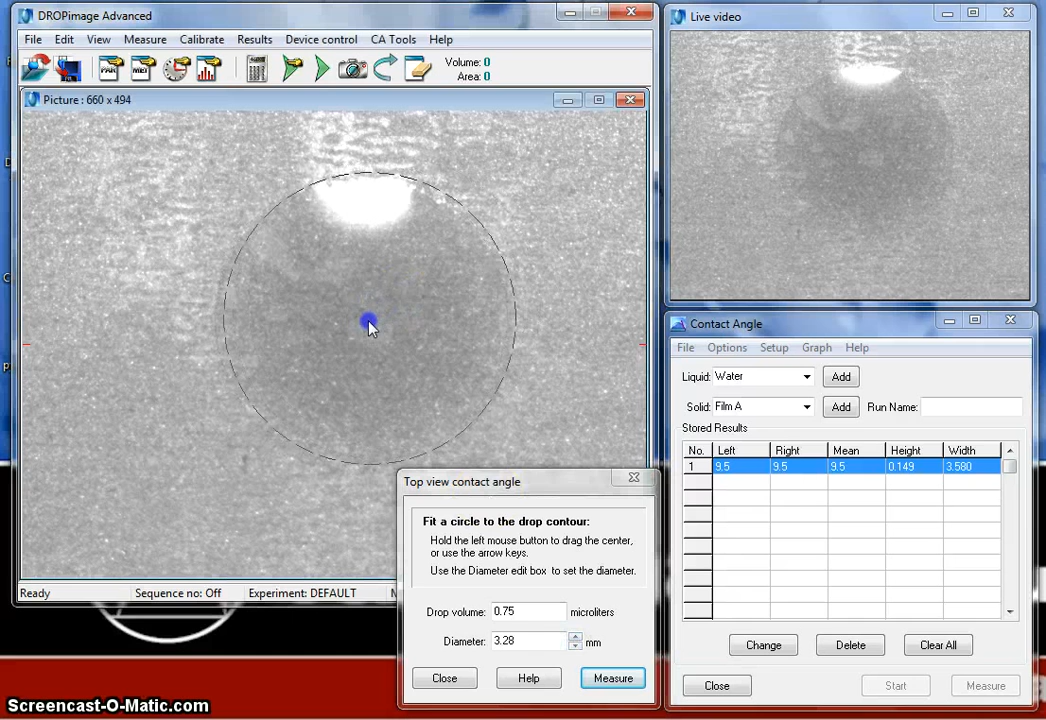 DROPimage Advanced
File Edit View Measure Calibrate Results Device control CA Tools Help
Volume: 0
Area: 0
Picture : 660 x 494
Ready Sequence no: Off Experiment: DEFAULT
Live video
Contact Angle
File Options Setup Graph Help
Liquid: Water Add
Solid: Film A Add Run Name:
Stored Results
No. Left Right Mean Height Width
1 9.5 9.5 9.5 0.149 3.580
Change Delete Clear All
Close Start Measure
Top view contact angle
Fit a circle to the drop contour:
Hold the left mouse button to drag the center,
or use the arrow keys.
Use the Diameter edit box to set the diameter.
Drop volume: 0.75 microliters
Diameter: 3.28 mm
Close Help Measure
Screencast-O-Matic.com